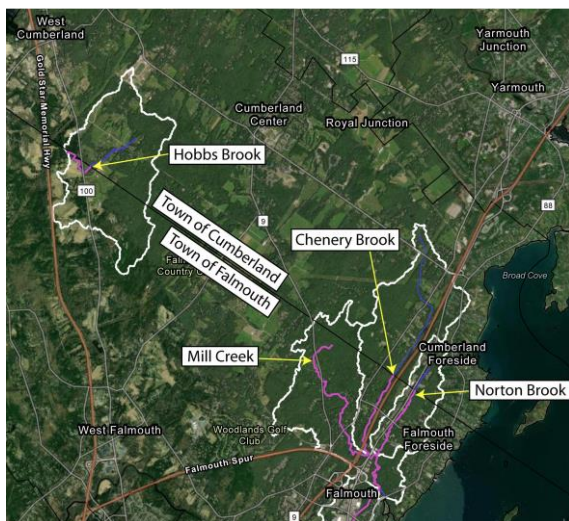 West
Cumberland
Gold Star Memorial Hwy
115
Yarmouth
Junction
Yarmouth
Cumberland
Center
Royal Junction
Hobbs Brook
100
9
88
Town of Cumberland
Town of Falmouth
Chenery Brook
Broad Cove
Country
Mill Creek
Cumberland
Foreside
Norton Brook
West Falmouth
Woodlands Golf
Club
Falmouth
Foreside
Falmouth Spur
Falmouth
9